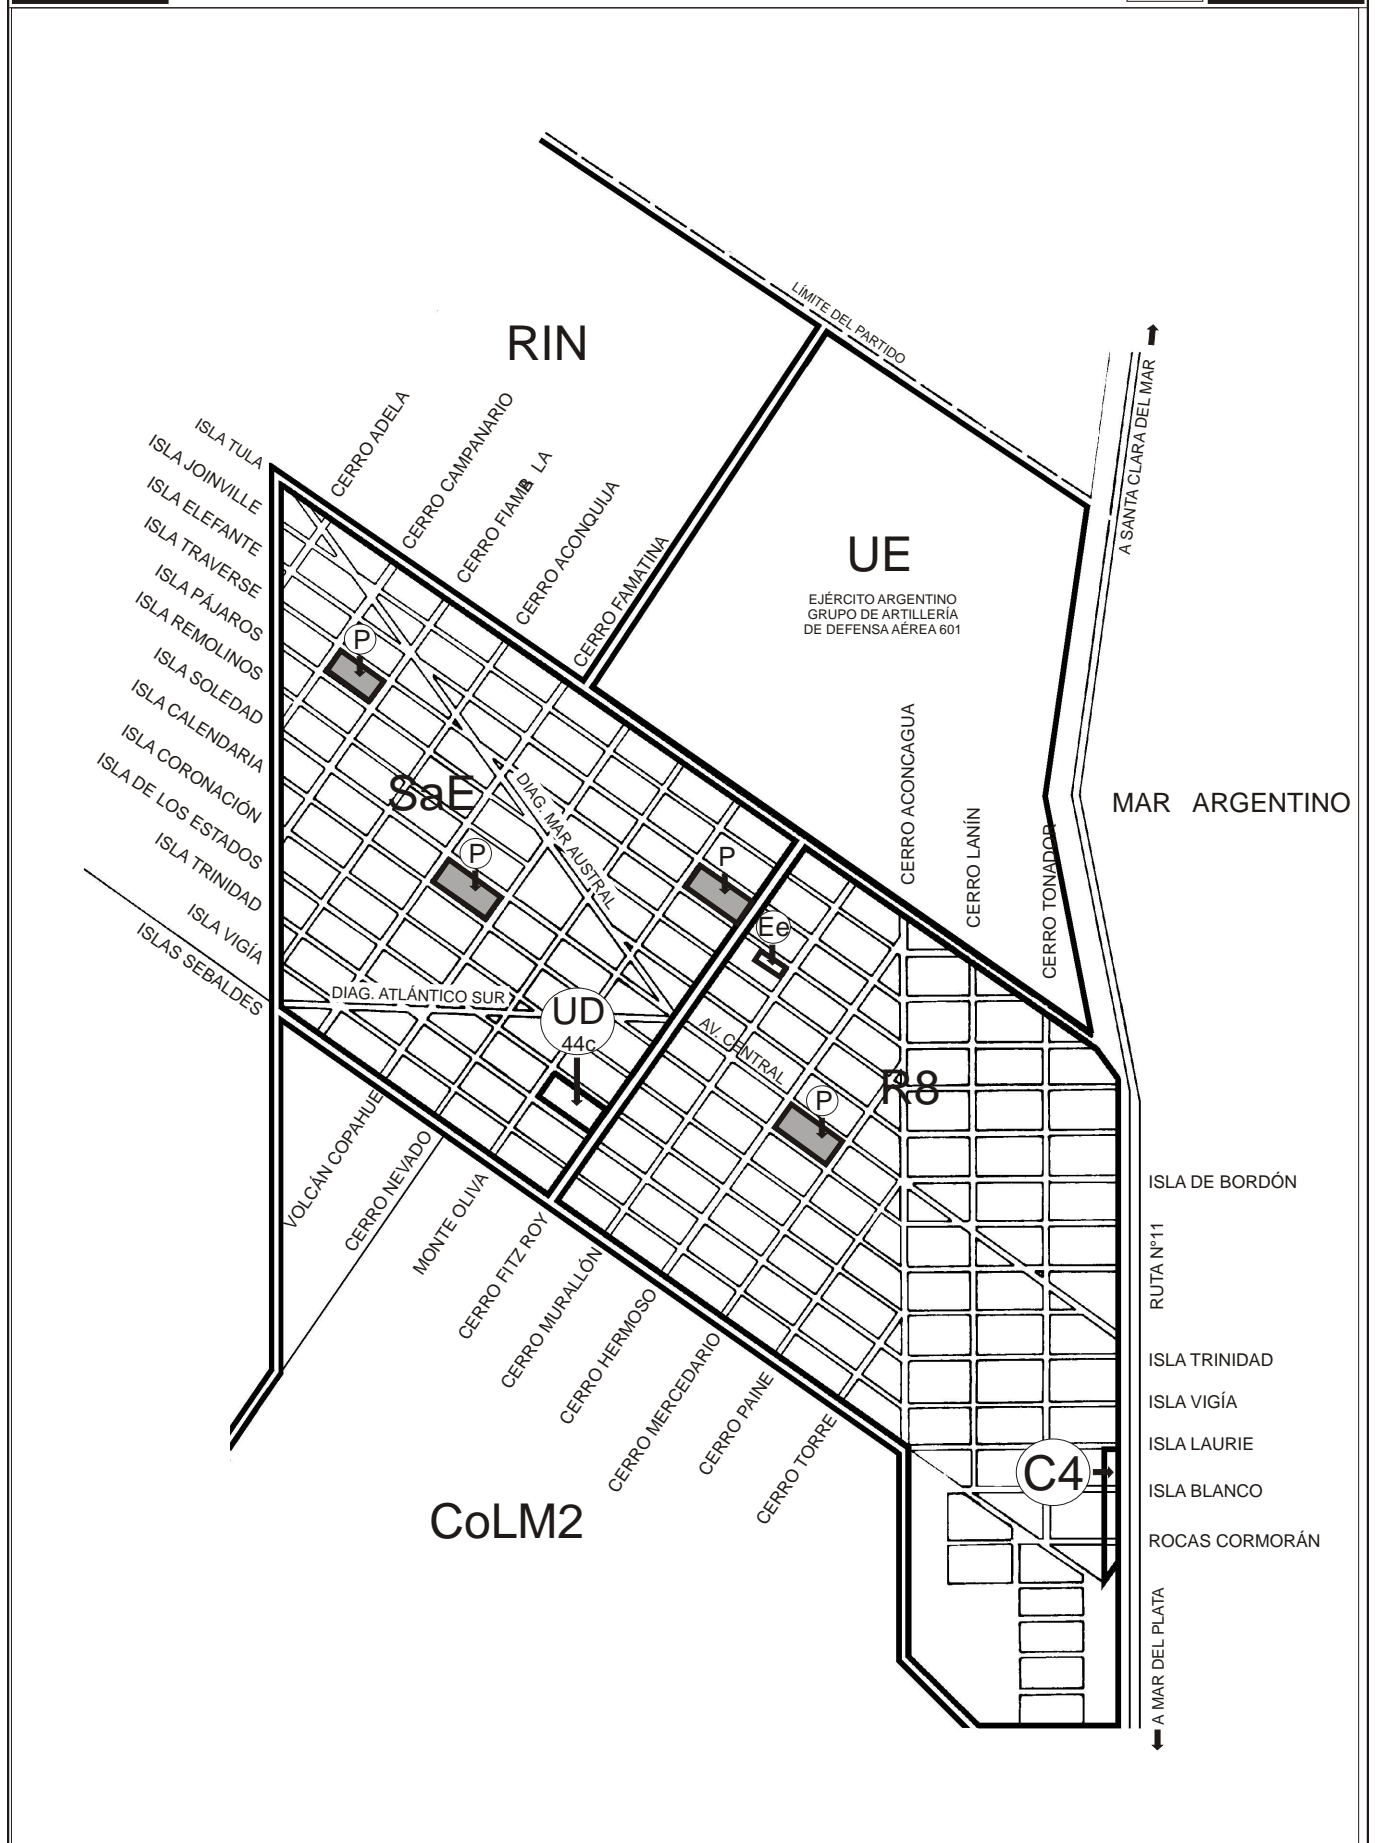 LÍMITE DEL PARTIDO
RIN
A SANTA CLARA DEL MAR
UE
EJÉRCITO ARGENTINO
GRUPO DE ARTILLERÍA
DE DEFENSA AÉREA 601
CERRO ADELA
CERRO CAMPANARIO
CERRO FIAMB LA
CERRO ACONQUIJA
CERRO FAMATINA
ISLA TULA
ISLA JOINVILLE
ISLA ELEFANTE
ISLA TRAVERSE
ISLA PÁJAROS
ISLA REMOLINOS
ISLA SOLEDAD
ISLA CALENDARIA
ISLA CORONACIÓN
ISLA DE LOS ESTADOS
ISLA TRINIDAD
ISLA VIGÍA
ISLAS SEBALDES
P
SaE
DIAG. MAR AUSTRAL
P
P
Ee
CERRO ACONCAGUA
CERRO LANÍN
CERRO TONADOR
MAR ARGENTINO
DIAG. ATLÁNTICO SUR
UD
44c
AV. CENTRAL
R8
P
VOLCÁN COPAHUE
CERRO NEVADO
MONTE OLIVA
CERRO FITZ ROY
CERRO MURALLÓN
CERRO HERMOSO
CERRO MERCEDARIO
CERRO PAINE
CERRO TORRE
ISLA DE BORDÓN
RUTA N°11
ISLA TRINIDAD
ISLA VIGÍA
ISLA LAURIE
C4
ISLA BLANCO
ROCAS CORMORÁN
CoLM2
A MAR DEL PLATA